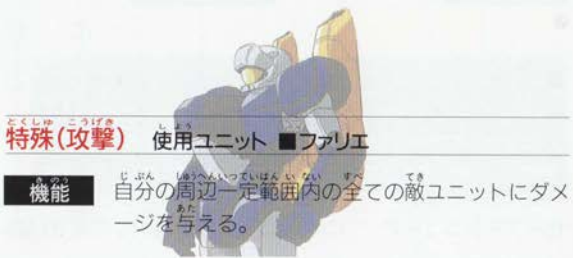 特殊(攻撃) 使用ユニット ■ファリエ
機能 自分の周辺一定範囲内の全ての敵ユニットにダメ
ージを与える。